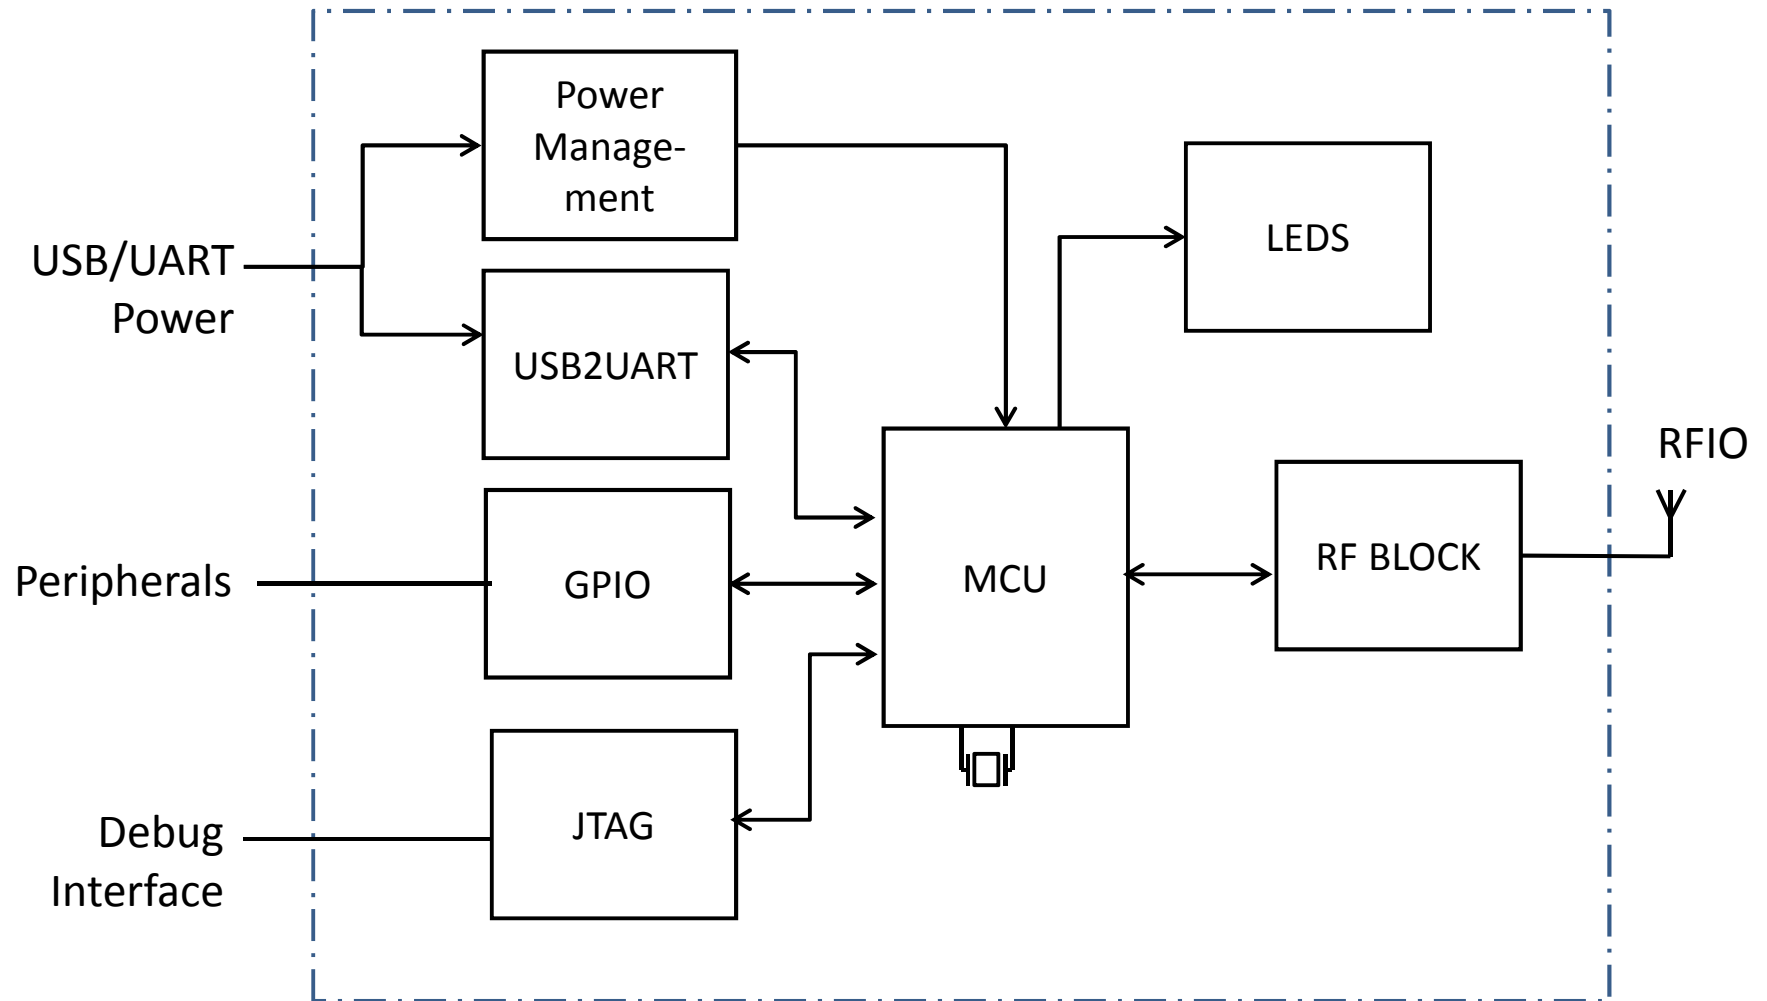 Power
Manage-
ment
LEDS
USB/UART
Power
USB2UART
RFIO
MCU
RF BLOCK
Peripherals
GPIO
Debug
Interface
JTAG